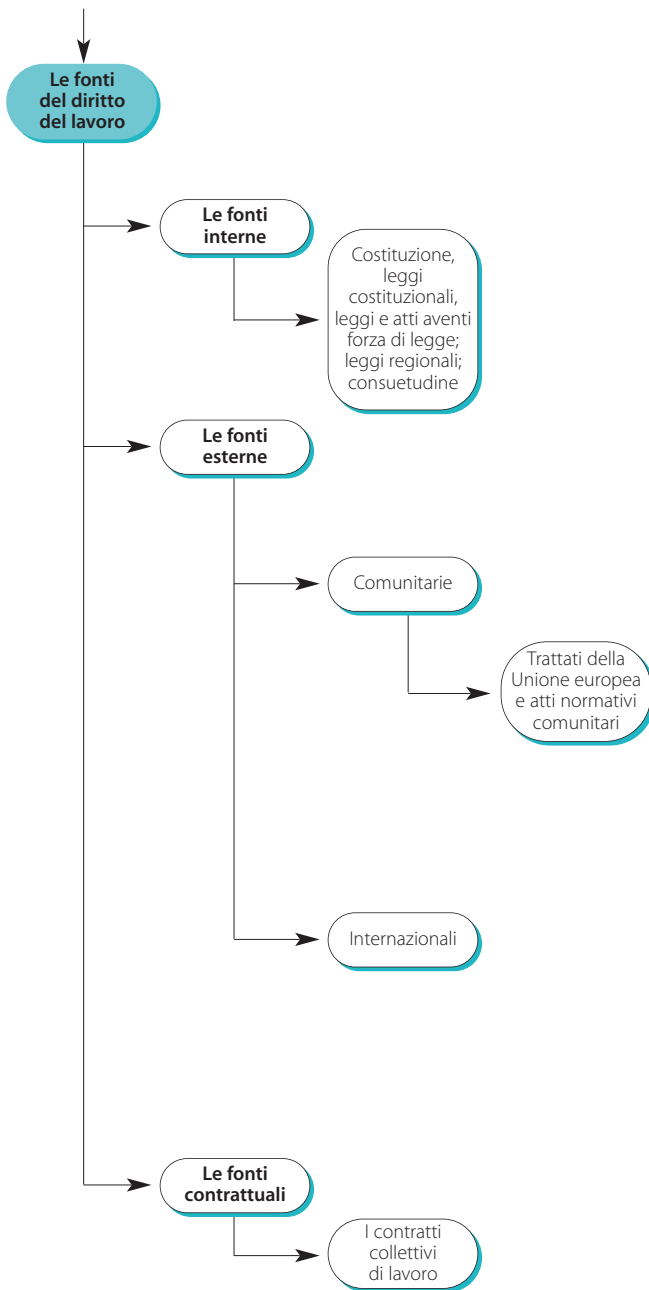 Le fonti
del diritto
del lavoro
Le fonti
interne
Costituzione,
leggi
costituzionali,
leggi e atti aventi
forza di legge;
leggi regionali;
consuetudine
Le fonti
esterne
Comunitarie
Trattati della
Unione europea
e atti normativi
comunitari
Internazionali
Le fonti
contrattuali
I contratti
collettivi
di lavoro